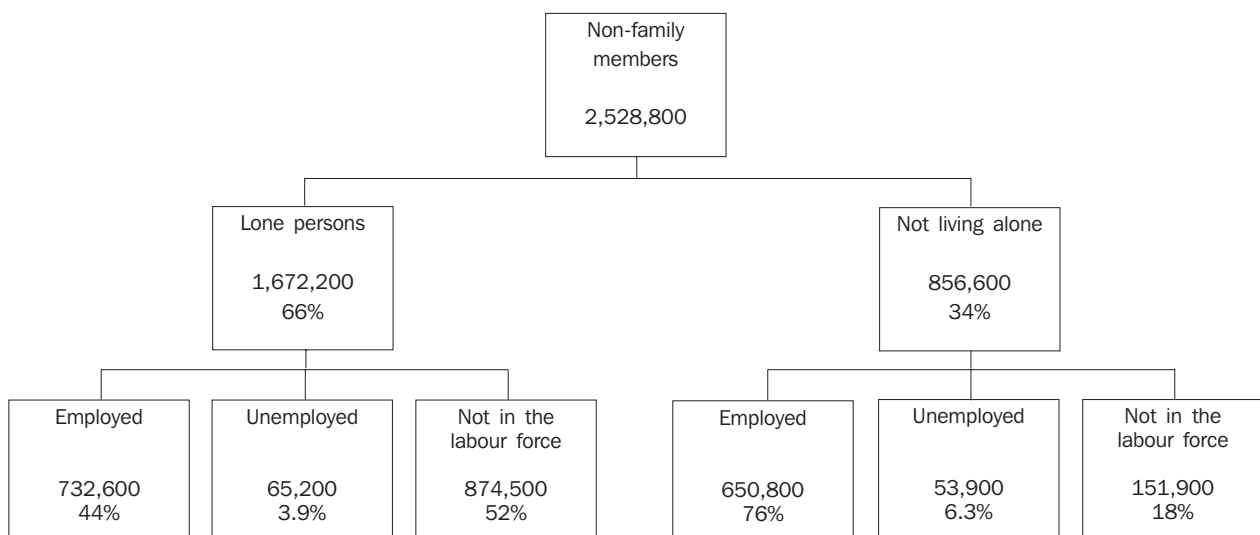 Non-family
members
2,528,800
Lone persons
1,672,200
66%
Not living alone
856,600
34%
Employed
732,600
44%
Unemployed
65,200
3.9%
Not in the
labour force
874,500
52%
Employed
650,800
76%
Unemployed
53,900
6.3%
Not in the
labour force
151,900
18%